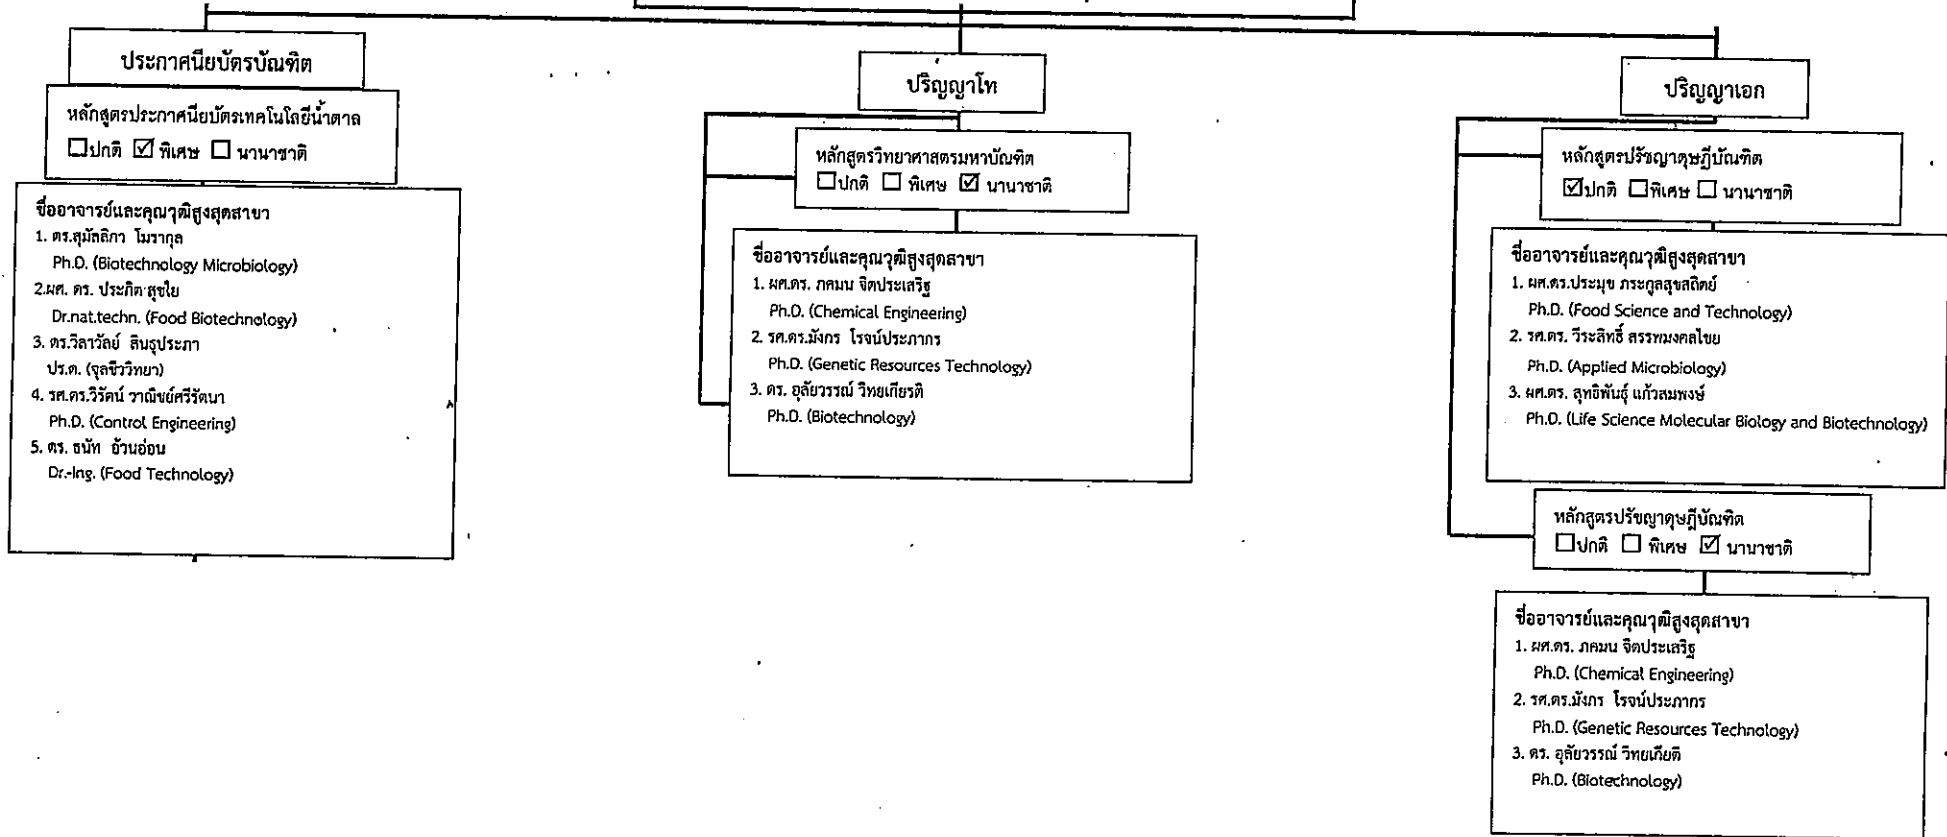 ประกาศนียบัตรบัณฑิต
หลักสูตรประกาศนียบัตรเทคโนโลยีน้ำตาล
☐ปกติ ☑ พิเศษ ☐ นานาชาติ
ชื่ออาจารย์และคุณวุฒิสูงสุดสาขา
1. ดร.สุมัลลิกา โมรากุล
Ph.D. (Biotechnology Microbiology)
2.ผศ. ดร. ประกิต สุขใย
Dr.nat.techn. (Food Biotechnology)
3. ดร.วิลาวัลย์ สินธุประภา
ปร.ด. (จุลชีววิทยา)
4. รศ.ดร.วิรัตน์ วาณิชย์ศรีรัตนา
Ph.D. (Control Engineering)
5. ดร. ธนัท อ้วนอ่อน
Dr.-Ing. (Food Technology)
ปริญญาโท
หลักสูตรวิทยาศาสตรมหาบัณฑิต
☐ปกติ ☐ พิเศษ ☑ นานาชาติ
ชื่ออาจารย์และคุณวุฒิสูงสุดสาขา
1. ผศ.ดร. ภคมน จิตประเสริฐ
Ph.D. (Chemical Engineering)
2. รศ.ดร.มังกร โรจน์ประภากร
Ph.D. (Genetic Resources Technology)
3. ดร. อุลัยวรรณ์ วิทยเกียรติ
Ph.D. (Biotechnology)
ปริญญาเอก
หลักสูตรปรัชญาดุษฎีบัณฑิต
☑ปกติ ☐พิเศษ ☐ นานาชาติ
ชื่ออาจารย์และคุณวุฒิสูงสุดสาขา
1. ผศ.ดร.ประมุข ภระกูลสุขสถิตย์
Ph.D. (Food Science and Technology)
2. รศ.ดร. วีระสิทธิ์ สรรพมงคลไชย
Ph.D. (Applied Microbiology)
3. ผศ.ดร. สุทธิพันธุ์ แก้วสมพงษ์
Ph.D. (Life Science Molecular Biology and Biotechnology)
หลักสูตรปรัชญาดุษฎีบัณฑิต
☐ปกติ ☐ พิเศษ ☑ นานาชาติ
ชื่ออาจารย์และคุณวุฒิสูงสุดสาขา
1. ผศ.ดร. ภคมน จิตประเสริฐ
Ph.D. (Chemical Engineering)
2. รศ.ดร.มังกร โรจน์ประภากร
Ph.D. (Genetic Resources Technology)
3. ดร. อุลัยวรรณ์ วิทยเกียติ
Ph.D. (Biotechnology)